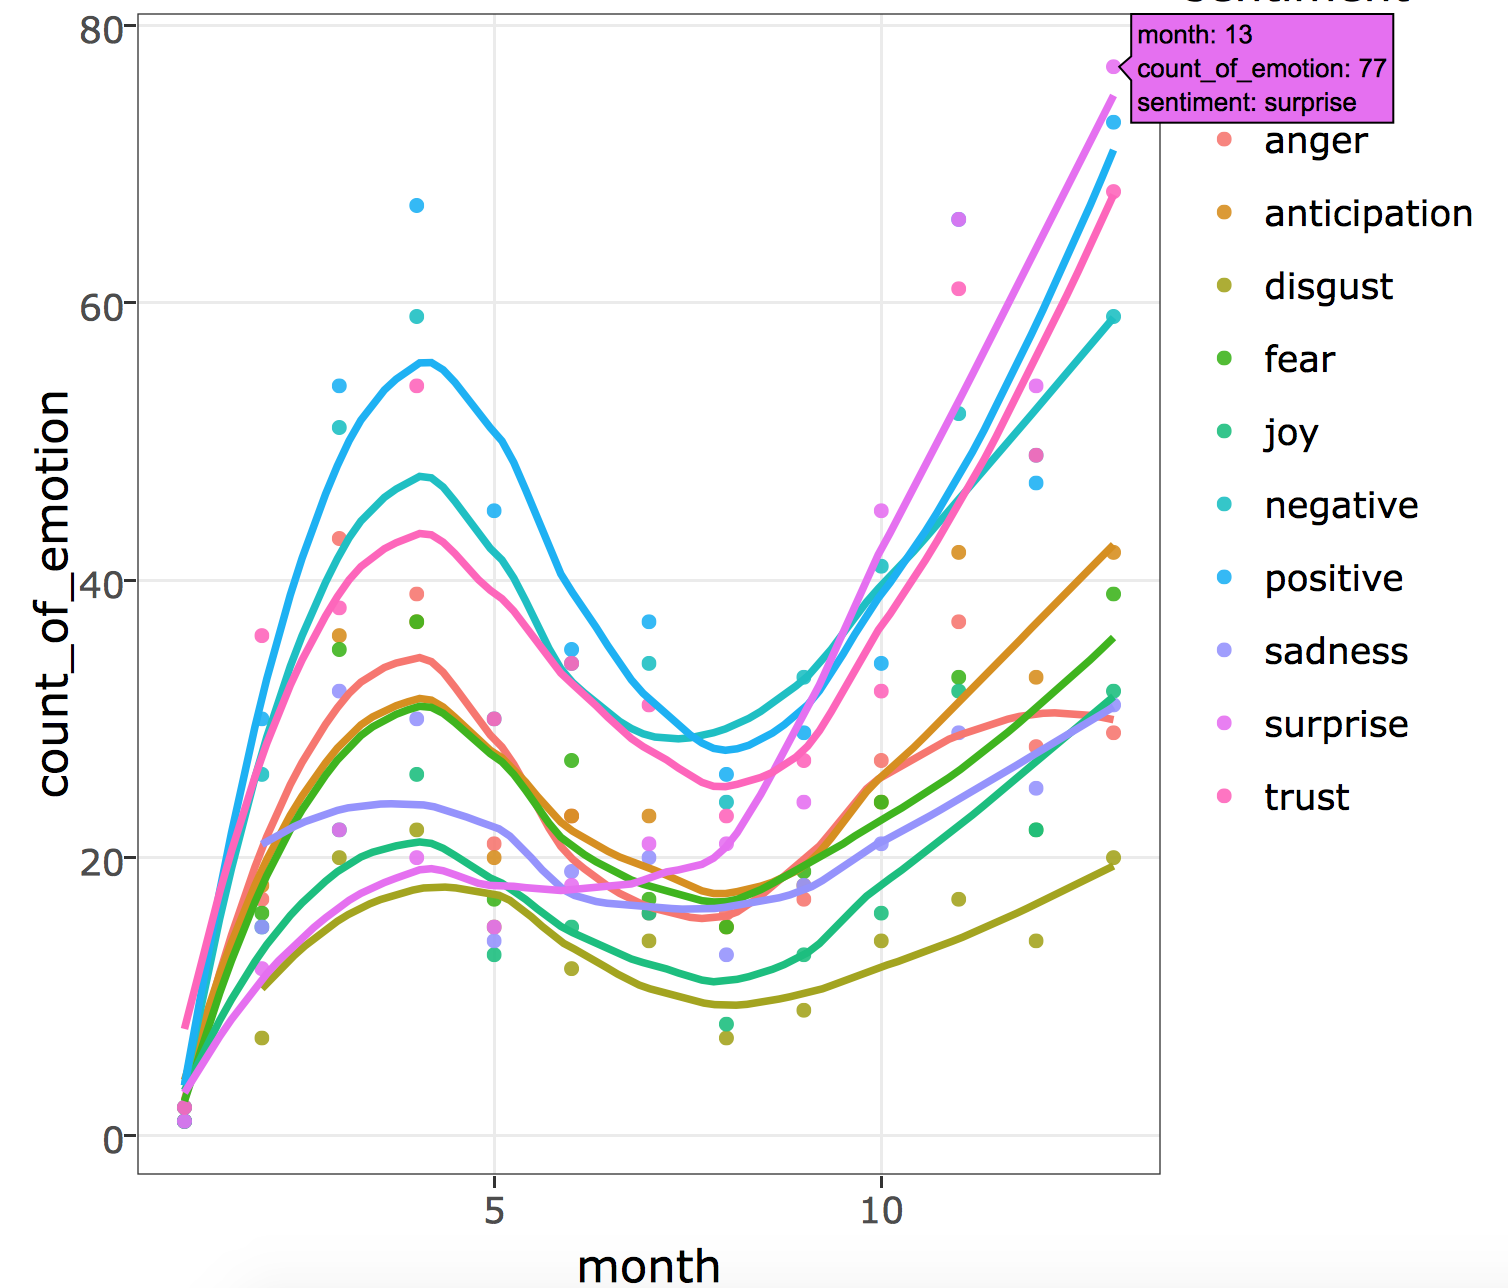 month: 13
count_of_emotion: 77
sentiment: surprise
anger
anticipation
disgust
fear
joy
negative
positive
sadness
surprise
trust
count_of_emotion
80
60
40
20
0
5 10
month